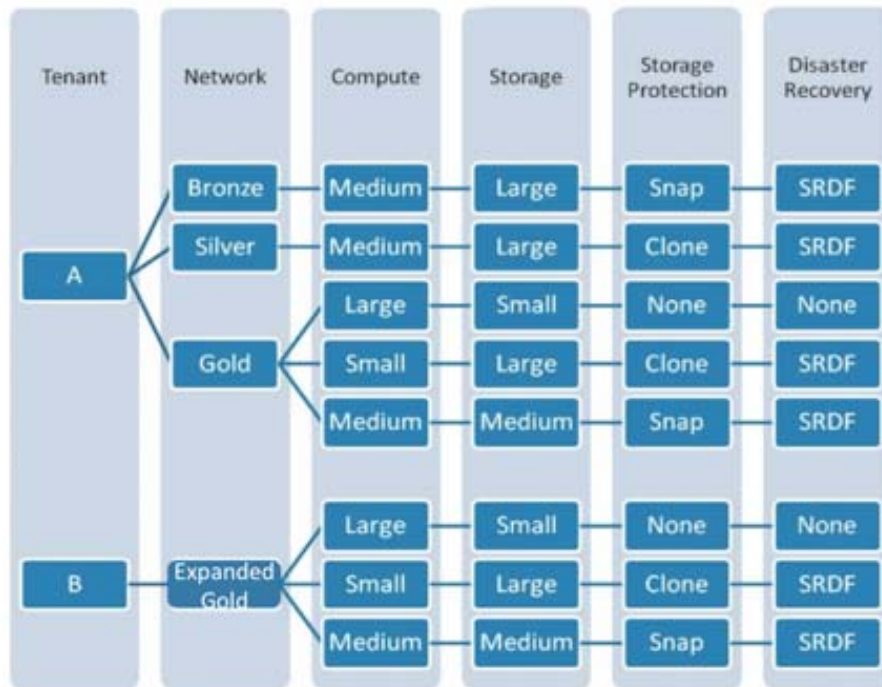 Tenant
Network
Compute
Storage
Storage
Protection
Disaster
Recovery
Bronze
Medium
Large
Snap
SRDF
Silver
Medium
Large
Clone
SRDF
A
Large
Small
None
None
Gold
Small
Large
Clone
SRDF
Medium
Medium
Snap
SRDF
Large
Small
None
None
B
Expanded
Gold
Small
Large
Clone
SRDF
Medium
Medium
Snap
SRDF